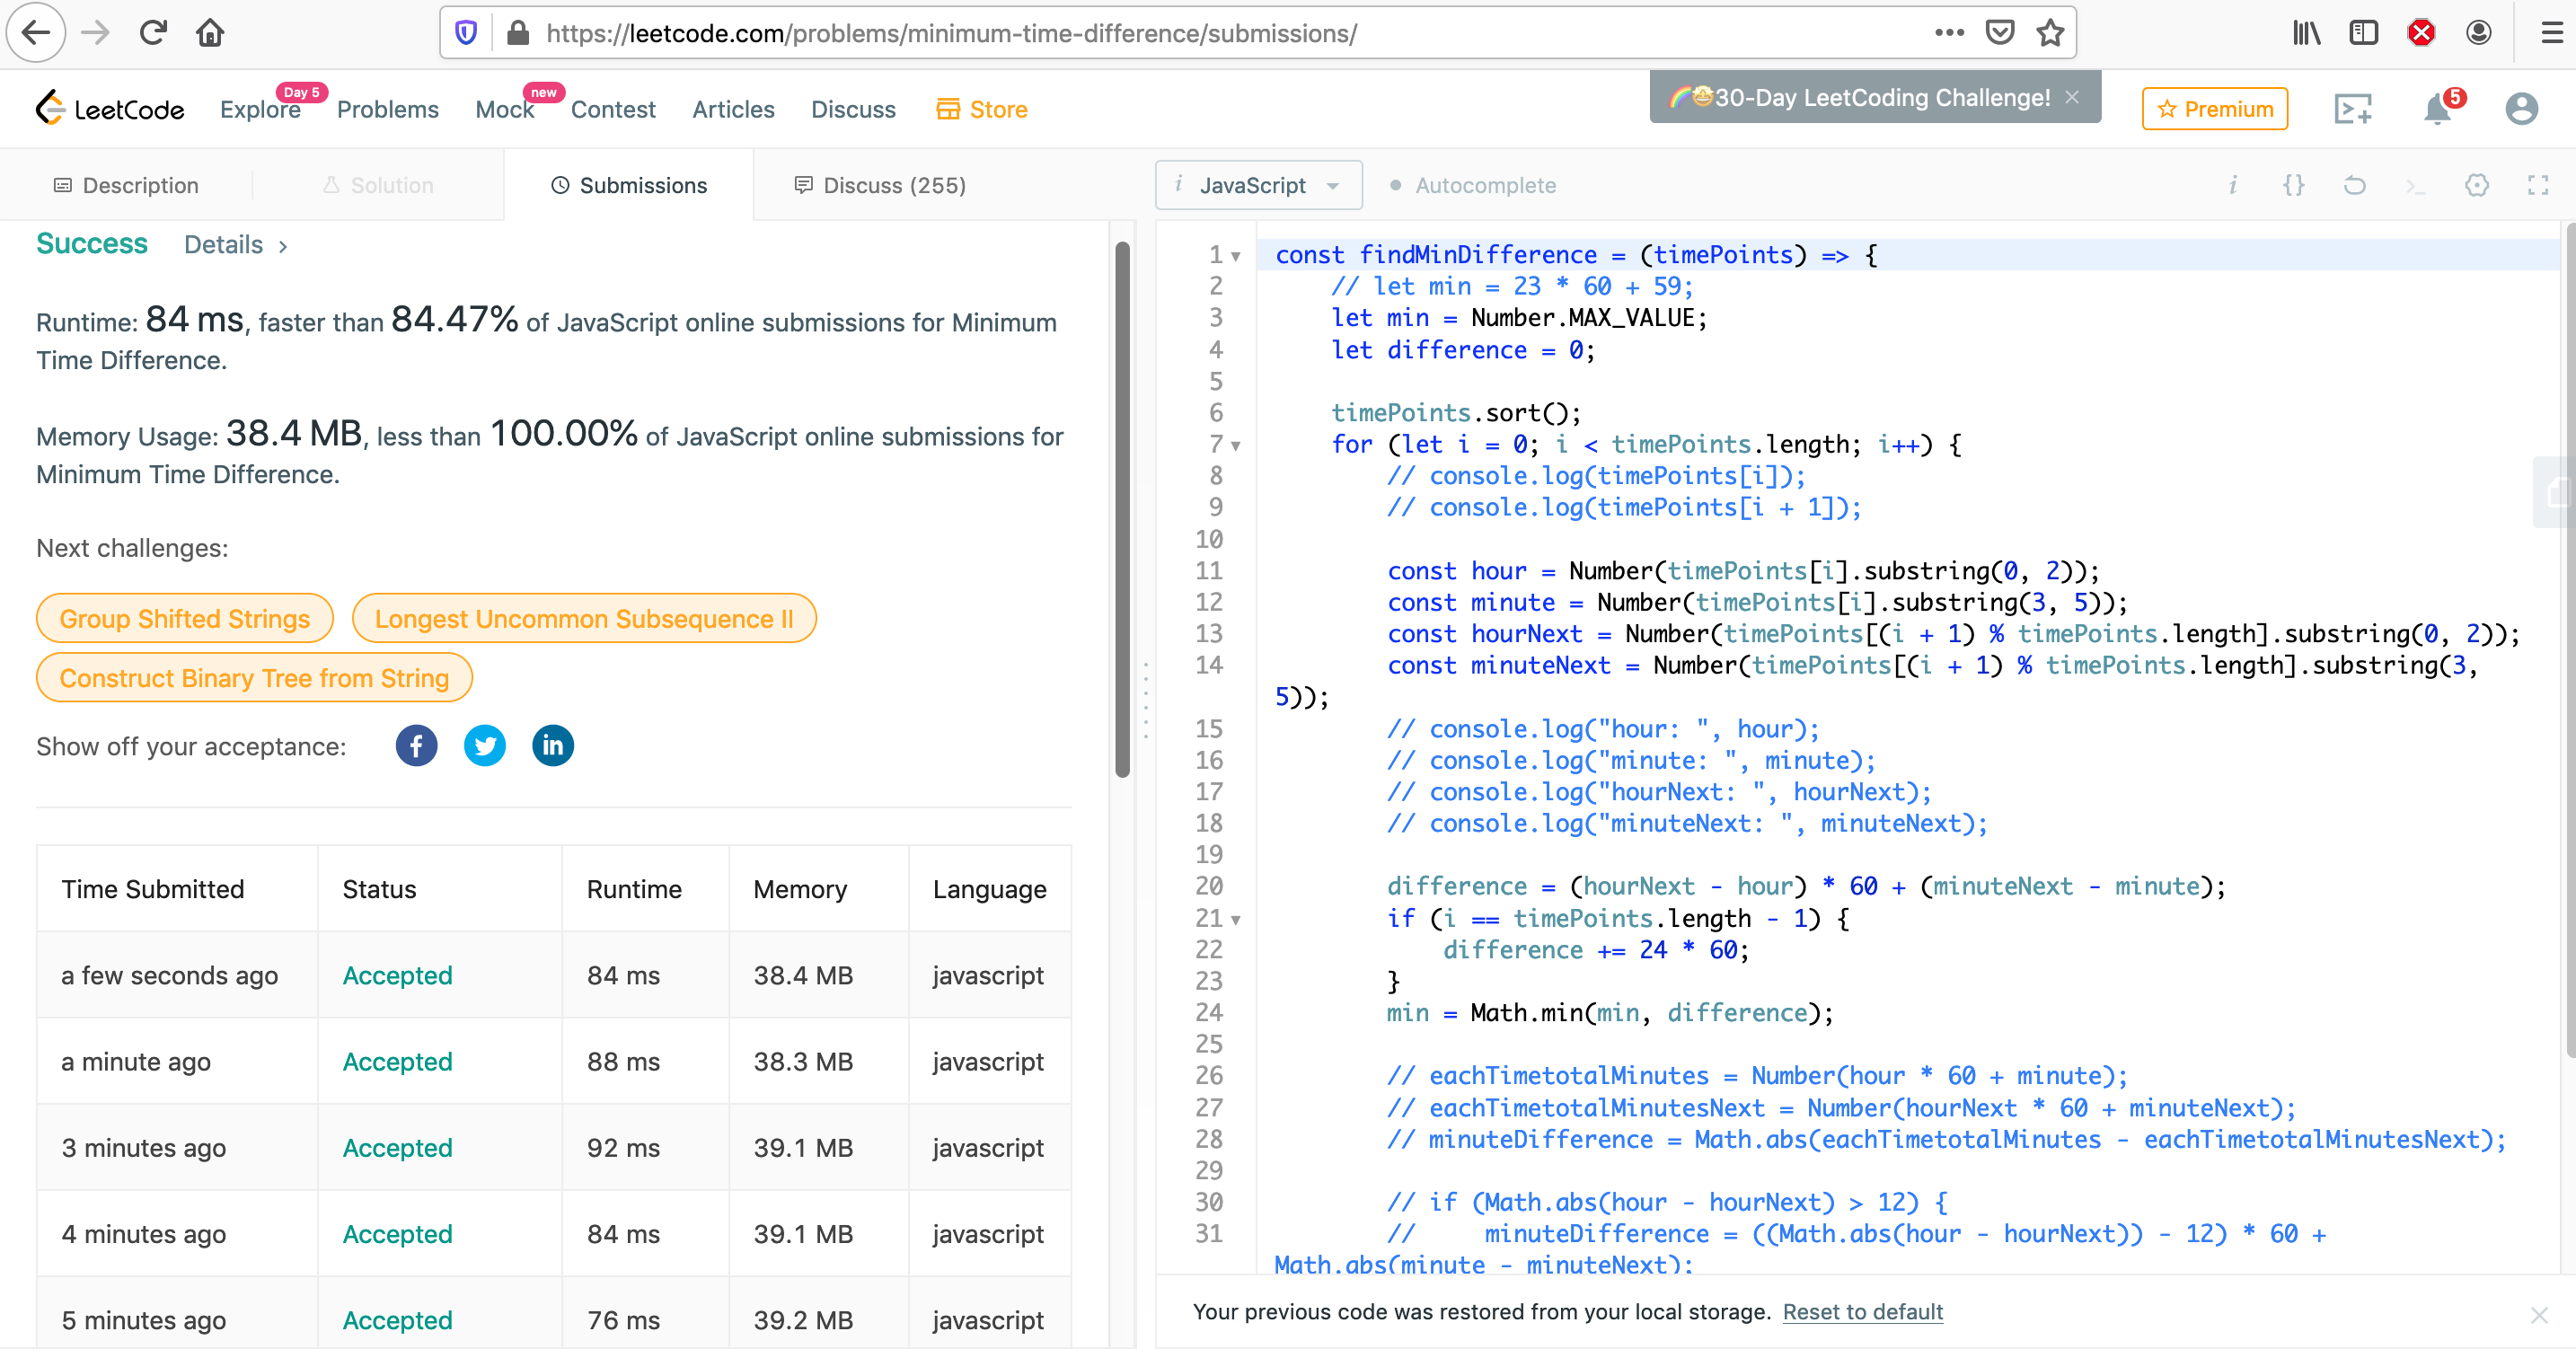 https://leetcode.com/problems/minimum-time-difference/submissions/
LeetCode Explore Day 5 Problems Mock new Contest Articles Discuss Store
30-Day LeetCoding Challenge! ×
Premium
5
Description Solution Submissions Discuss (255)
i JavaScript Autocomplete
Success Details >
Runtime: 84 ms, faster than 84.47% of JavaScript online submissions for Minimum
Time Difference.
Memory Usage: 38.4 MB, less than 100.00% of JavaScript online submissions for
Minimum Time Difference.
Next challenges:
Group Shifted Strings Longest Uncommon Subsequence II
Construct Binary Tree from String
Show off your acceptance:
Time Submitted Status Runtime Memory Language
a few seconds ago Accepted 84 ms 38.4 MB javascript
a minute ago Accepted 88 ms 38.3 MB javascript
3 minutes ago Accepted 92 ms 39.1 MB javascript
4 minutes ago Accepted 84 ms 39.1 MB javascript
5 minutes ago Accepted 76 ms 39.2 MB javascript
1 const findMinDifference = (timePoints) => {
2 // let min = 23 * 60 + 59;
3 let min = Number.MAX_VALUE;
4 let difference = 0;
5
6 timePoints.sort();
7 for (let i = 0; i < timePoints.length; i++) {
8 // console.log(timePoints[i]);
9 // console.log(timePoints[i + 1]);
10
11 const hour = Number(timePoints[i].substring(0, 2));
12 const minute = Number(timePoints[i].substring(3, 5));
13 const hourNext = Number(timePoints[(i + 1) % timePoints.length].substring(0, 2));
14 const minuteNext = Number(timePoints[(i + 1) % timePoints.length].substring(3,
5));
15 // console.log("hour: ", hour);
16 // console.log("minute: ", minute);
17 // console.log("hourNext: ", hourNext);
18 // console.log("minuteNext: ", minuteNext);
19
20 difference = (hourNext - hour) * 60 + (minuteNext - minute);
21 if (i == timePoints.length - 1) {
22 difference += 24 * 60;
23 }
24 min = Math.min(min, difference);
25
26 // eachTimetotalMinutes = Number(hour * 60 + minute);
27 // eachTimetotalMinutesNext = Number(hourNext * 60 + minuteNext);
28 // minuteDifference = Math.abs(eachTimetotalMinutes - eachTimetotalMinutesNext);
29
30 // if (Math.abs(hour - hourNext) > 12) {
31 // minuteDifference = ((Math.abs(hour - hourNext)) - 12) * 60 +
Math.abs(minute - minuteNext);
Your previous code was restored from your local storage. Reset to default